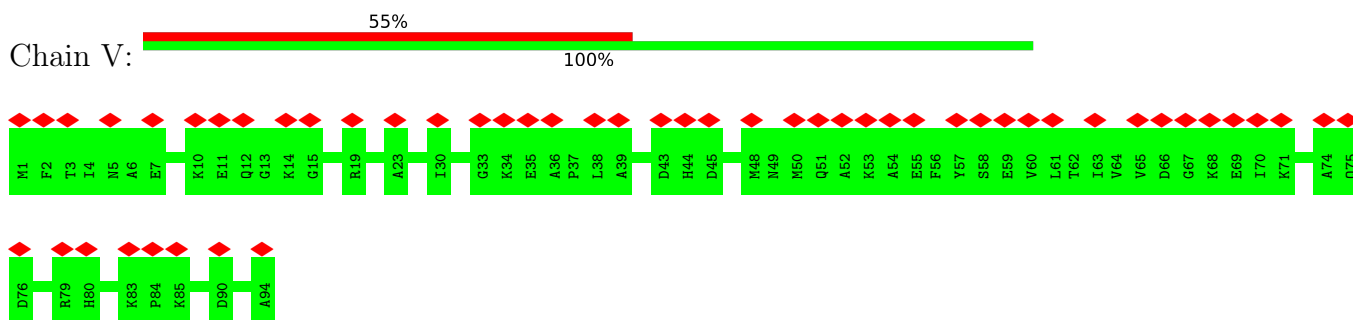 55%
Chain V:
100%
M1 F2 T3 I4 N5 A6 E7 K10 E11 Q12 G13 K14 G15 R19 A23 I30 G33 K34 E35 A36 P37 L38 A39 D43 H44 D45 M48 N49 M50 Q51 A52 K53 A54 E55 F56 Y57 S58 E59 V60 L61 T62 I63 V64 V65 D66 G67 K68 E69 I70 K71 A74 Q75
D76 R79 H80 K83 P84 K85 D90 A94